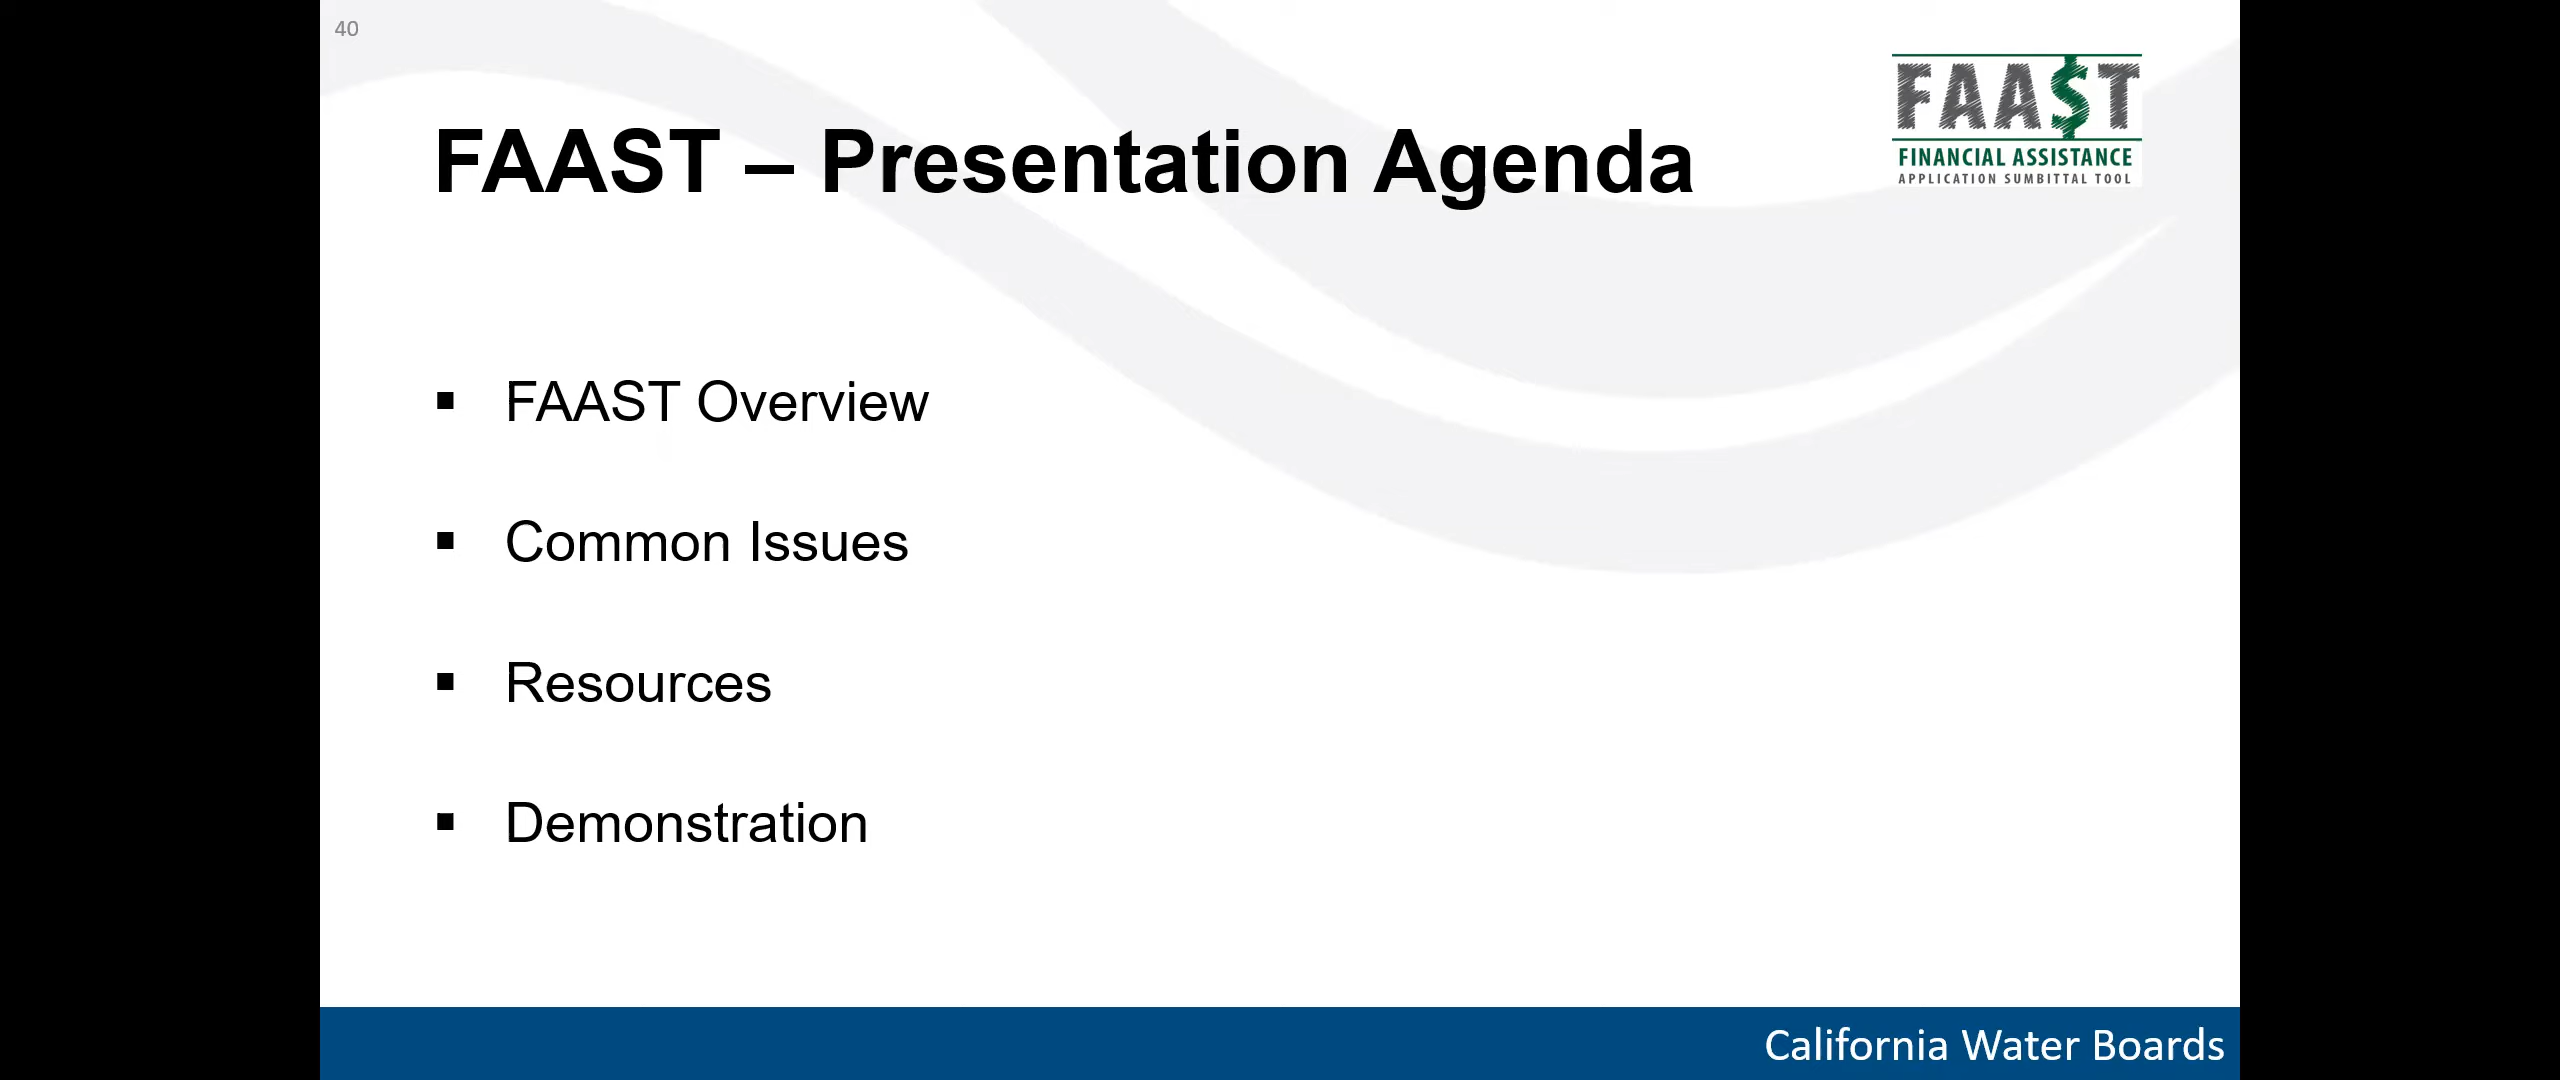 40
FAA$T
FINANCIAL ASSISTANCE
APPLICATION SUMBITTAL TOOL
FAAST – Presentation Agenda
▪ FAAST Overview
▪ Common Issues
▪ Resources
▪ Demonstration
California Water Boards